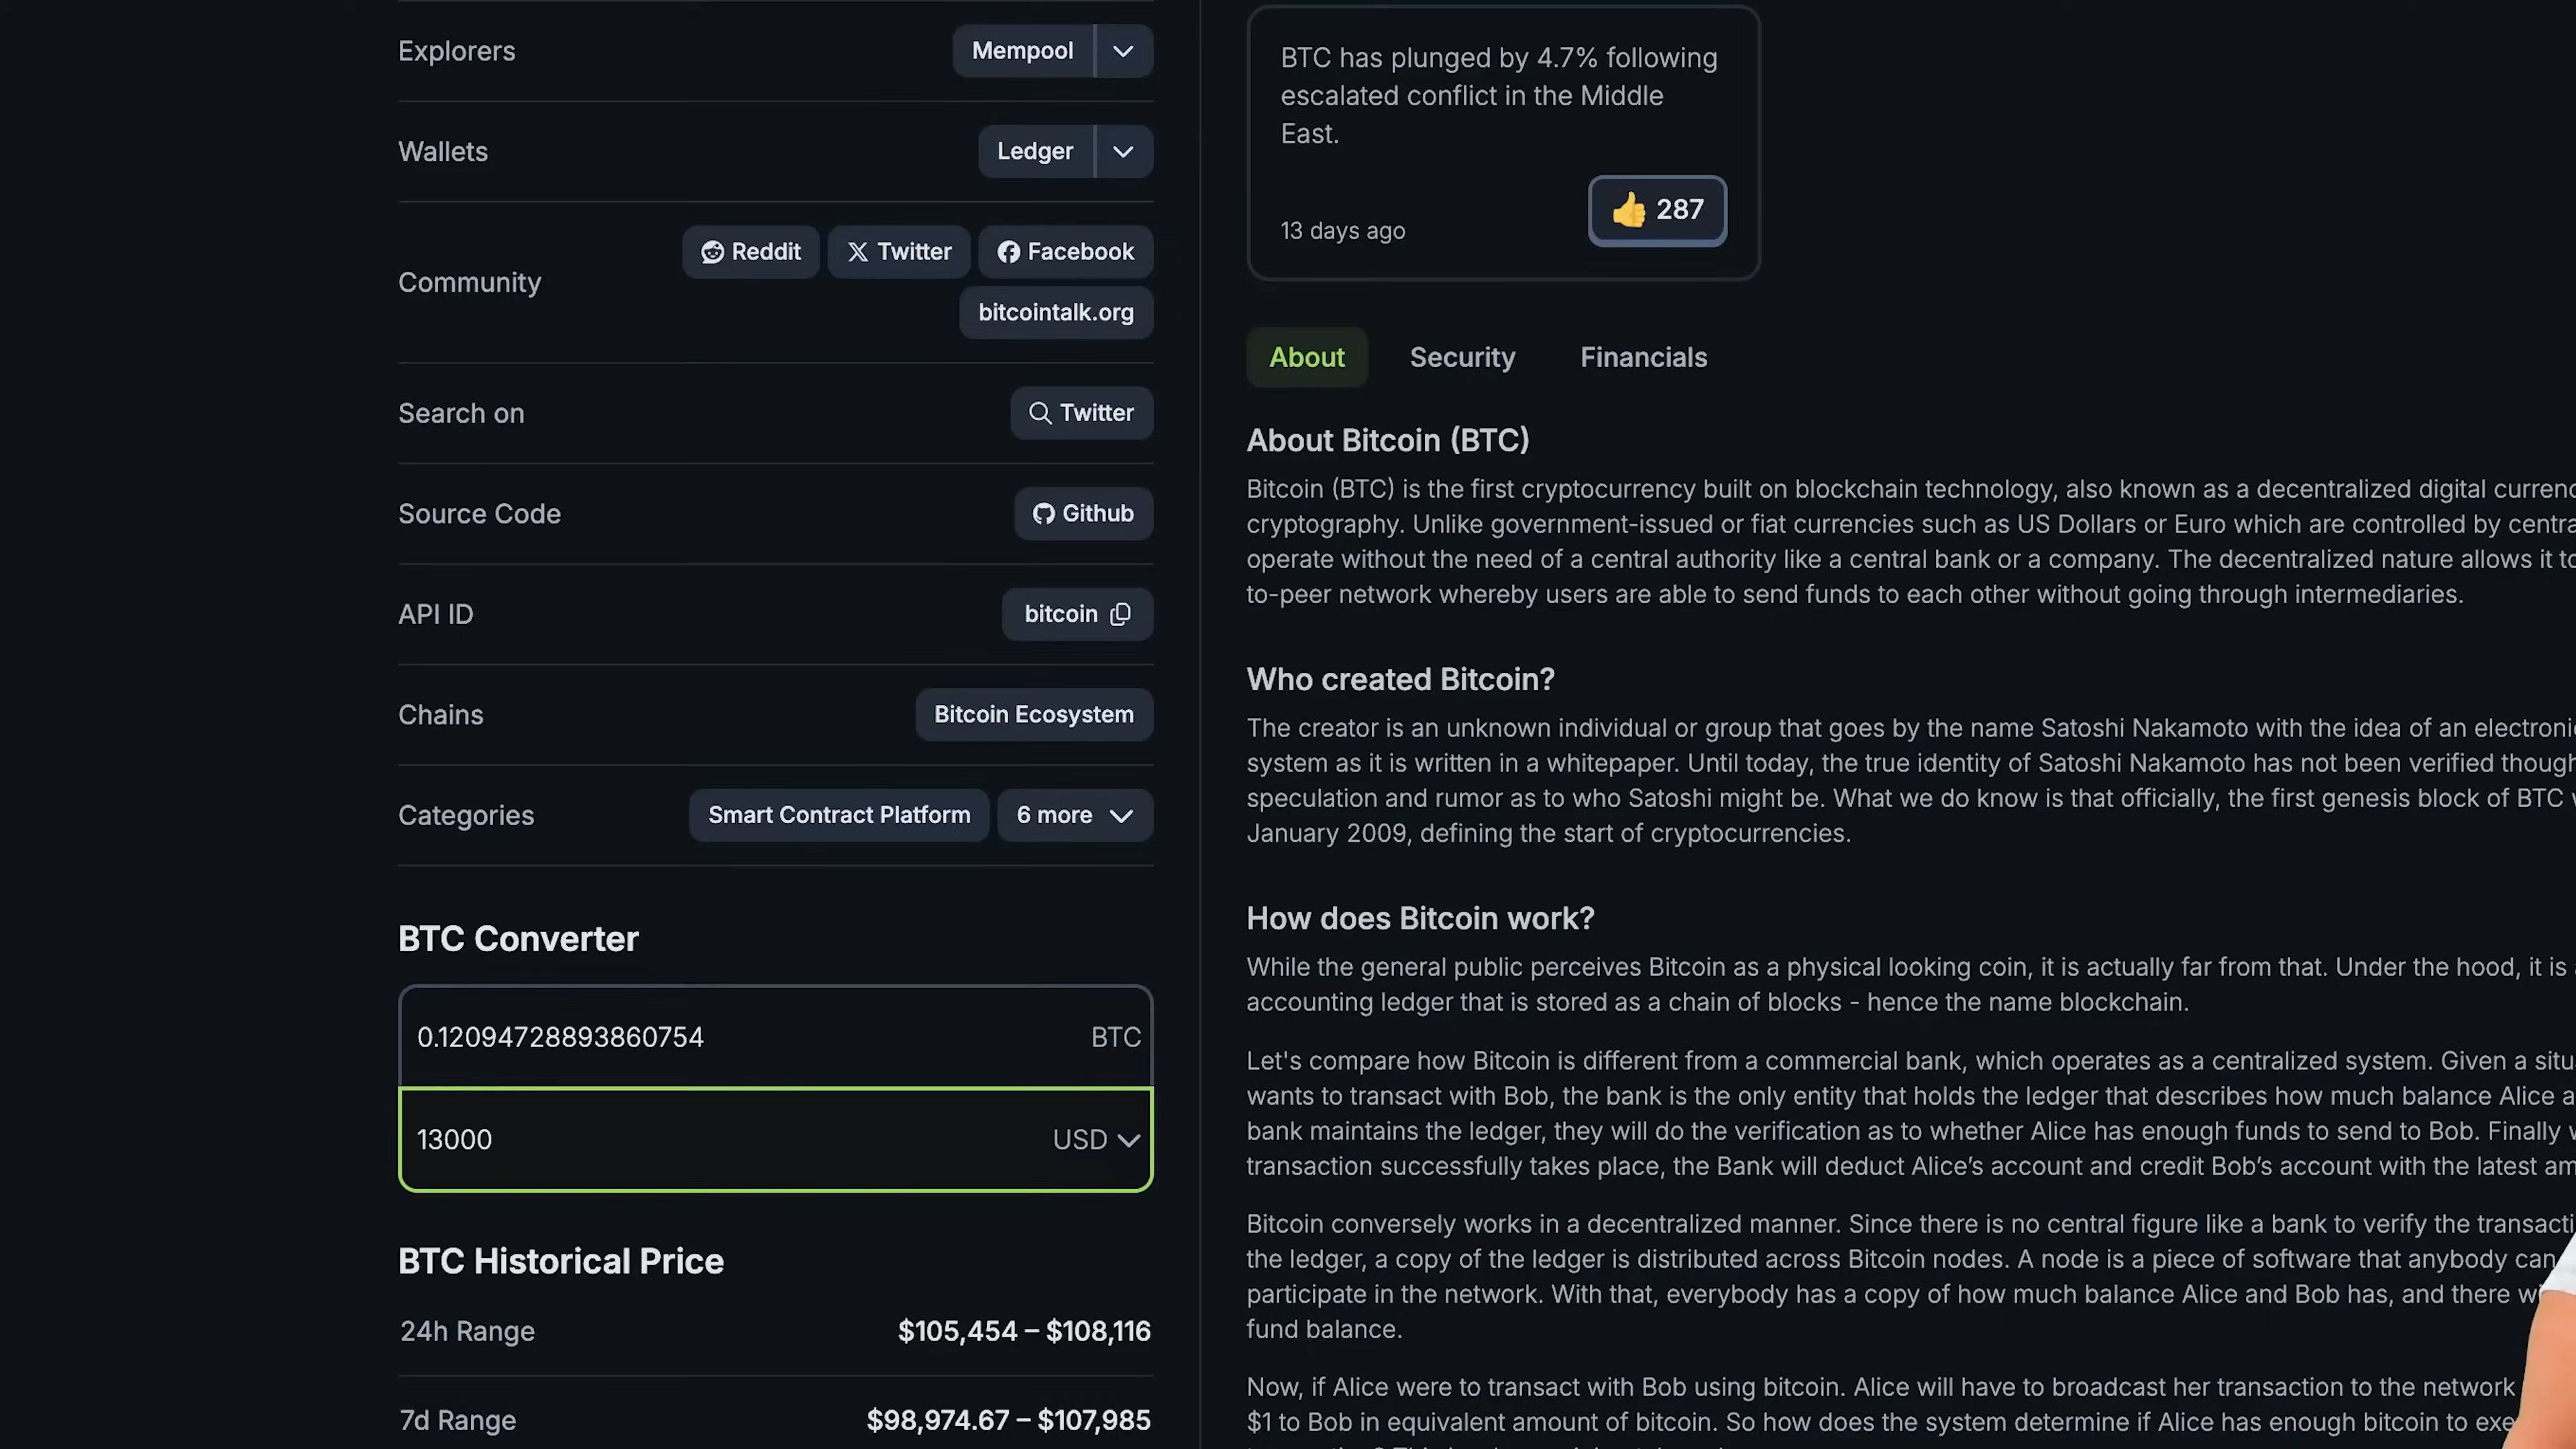 Explorers
Mempool
Wallets
Ledger
Community
Reddit
Twitter
Facebook
bitcointalk.org
Search on
Twitter
Source Code
Github
API ID
bitcoin
Chains
Bitcoin Ecosystem
Categories
Smart Contract Platform
6 more
BTC Converter
0.12094728893860754
BTC
13000
USD
BTC Historical Price
24h Range
$105,454 – $108,116
7d Range
$98,974.67 – $107,985
BTC has plunged by 4.7% following
escalated conflict in the Middle
East.
13 days ago
287
About
Security
Financials
About Bitcoin (BTC)
Bitcoin (BTC) is the first cryptocurrency built on blockchain technology, also known as a decentralized digital
cryptography. Unlike government-issued or fiat currencies such as US Dollars or Euro which are controlled by
operate without the need of a central authority like a central bank or a company. The decentralized nature allows it
to-peer network whereby users are able to send funds to each other without going through intermediaries.
Who created Bitcoin?
The creator is an unknown individual or group that goes by the name Satoshi Nakamoto with the idea of an
system as it is written in a whitepaper. Until today, the true identity of Satoshi Nakamoto has not been verified
speculation and rumor as to who Satoshi might be. What we do know is that officially, the first genesis block of BTC
January 2009, defining the start of cryptocurrencies.
How does Bitcoin work?
While the general public perceives Bitcoin as a physical looking coin, it is actually far from that. Under the hood, it is
accounting ledger that is stored as a chain of blocks - hence the name blockchain.
Let's compare how Bitcoin is different from a commercial bank, which operates as a centralized system. Given a
wants to transact with Bob, the bank is the only entity that holds the ledger that describes how much balance Alice
bank maintains the ledger, they will do the verification as to whether Alice has enough funds to send to Bob. Finally
transaction successfully takes place, the Bank will deduct Alice’s account and credit Bob’s account with the latest
Bitcoin conversely works in a decentralized manner. Since there is no central figure like a bank to verify the
the ledger, a copy of the ledger is distributed across Bitcoin nodes. A node is a piece of software that anybody can
participate in the network. With that, everybody has a copy of how much balance Alice and Bob has, and there
fund balance.
Now, if Alice were to transact with Bob using bitcoin. Alice will have to broadcast her transaction to the network
$1 to Bob in equivalent amount of bitcoin. So how does the system determine if Alice has enough bitcoin to